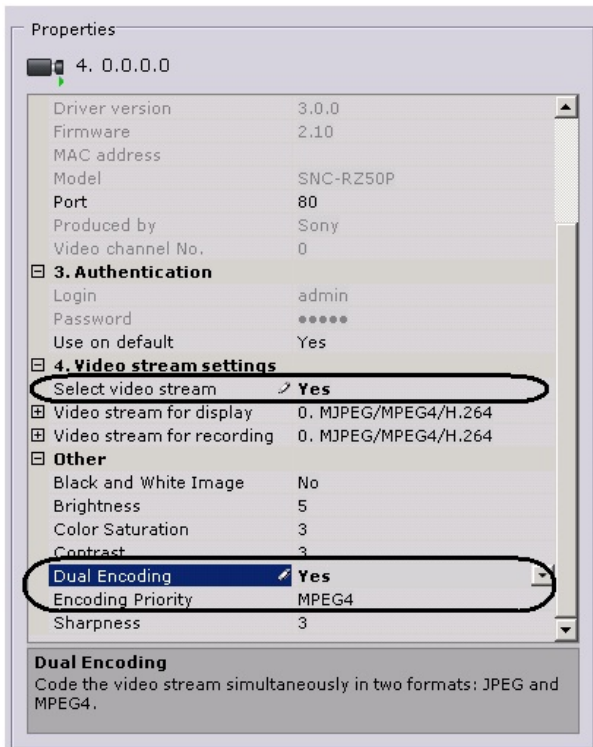 Properties
4. 0.0.0.0
Driver version 3.0.0
Firmware 2.10
MAC address
Model SNC-RZ50P
Port 80
Produced by Sony
Video channel No. 0
3. Authentication
Login admin
Password •••••
Use on default Yes
4. Video stream settings
Select video stream Yes
Video stream for display 0. MJPEG/MPEG4/H.264
Video stream for recording 0. MJPEG/MPEG4/H.264
Other
Black and White Image No
Brightness 5
Color Saturation 3
Contrast 3
Dual Encoding Yes
Encoding Priority MPEG4
Sharpness 3
Dual Encoding
Code the video stream simultaneously in two formats: JPEG and
MPEG4.